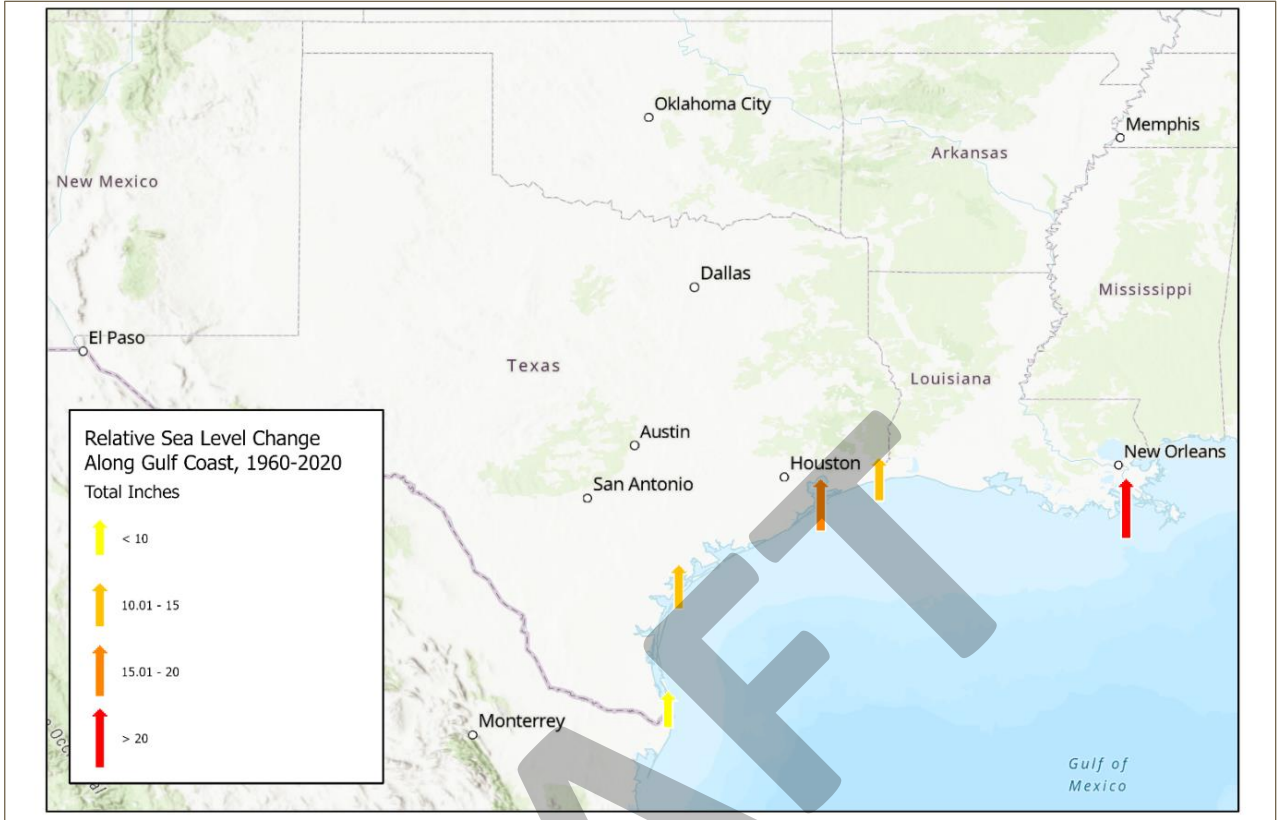 Oklahoma City
Memphis
Arkansas
New Mexico
Dallas
Mississippi
El Paso
Texas
Louisiana
Austin
Houston
New Orleans
San Antonio
Relative Sea Level Change
Along Gulf Coast, 1960-2020
Total Inches
< 10
10.01 - 15
15.01 - 20
> 20
Monterrey
Gulf of
Mexico